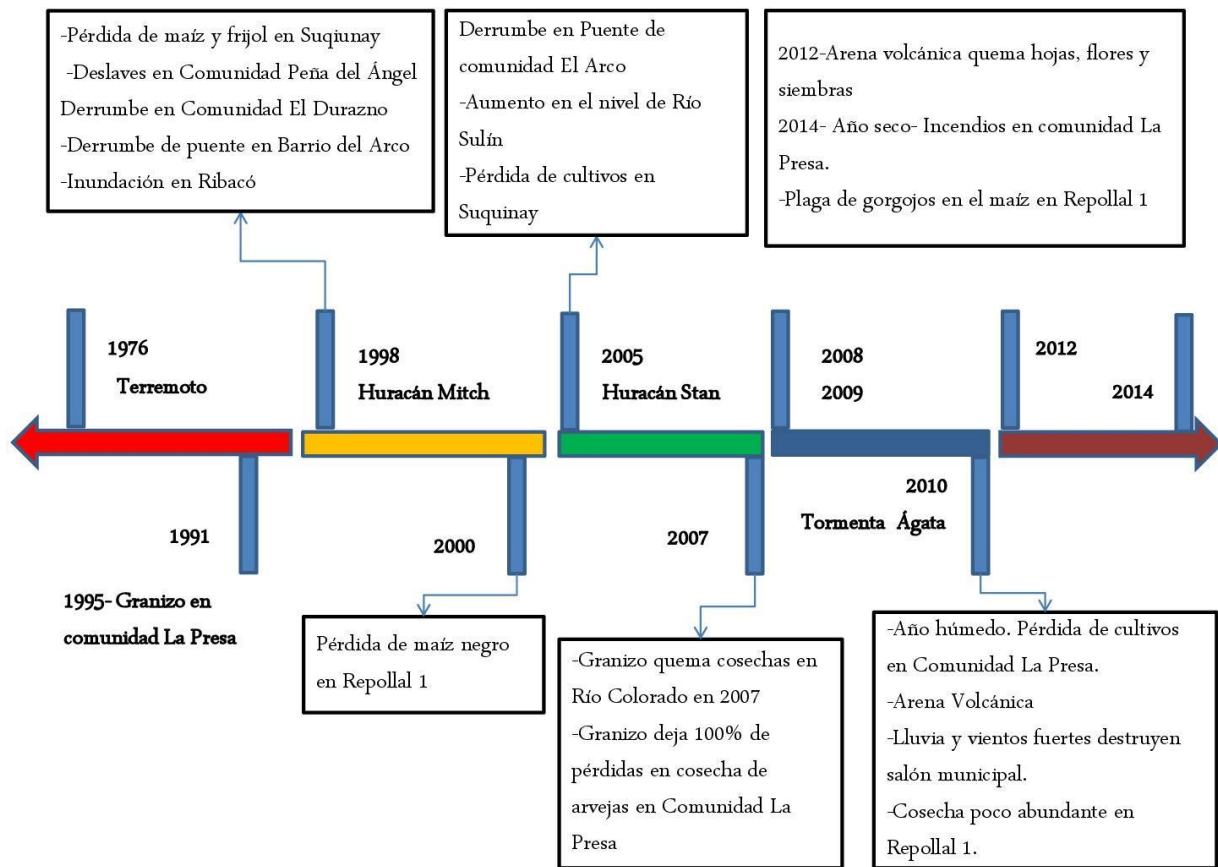 -Pérdida de maíz y frijol en Suqiunay
-Deslaves en Comunidad Peña del Ángel
Derrumbe en Comunidad El Durazno
-Derrumbe de puente en Barrio del Arco
-Inundación en Ribacó
Derrumbe en Puente de
comunidad El Arco
-Aumento en el nivel de Río
Sulín
-Pérdida de cultivos en
Suquinay
2012-Arena volcánica quema hojas, flores y
siembras
2014- Año seco- Incendios en comunidad La
Presa.
-Plaga de gorgojos en el maíz en Repollal 1
1976
Terremoto
1998
Huracán Mitch
2005
Huracán Stan
2008
2009
2012
2014
1991
1995- Granizo en
comunidad La Presa
2000
2007
2010
Tormenta Ágata
Pérdida de maíz negro
en Repollal 1
-Granizo quema cosechas en
Río Colorado en 2007
-Granizo deja 100% de
pérdidas en cosecha de
arvejas en Comunidad La
Presa
-Año húmedo. Pérdida de cultivos
en Comunidad La Presa.
-Arena Volcánica
-Lluvia y vientos fuertes destruyen
salón municipal.
-Cosecha poco abundante en
Repollal 1.